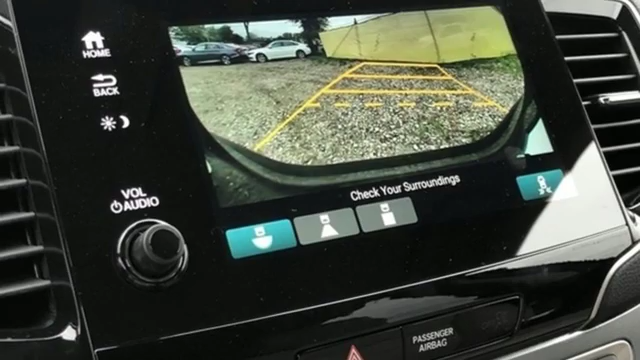 HOME
BACK
VOL
AUDIO
Check Your Surroundings
PASSENGER
AIRBAG